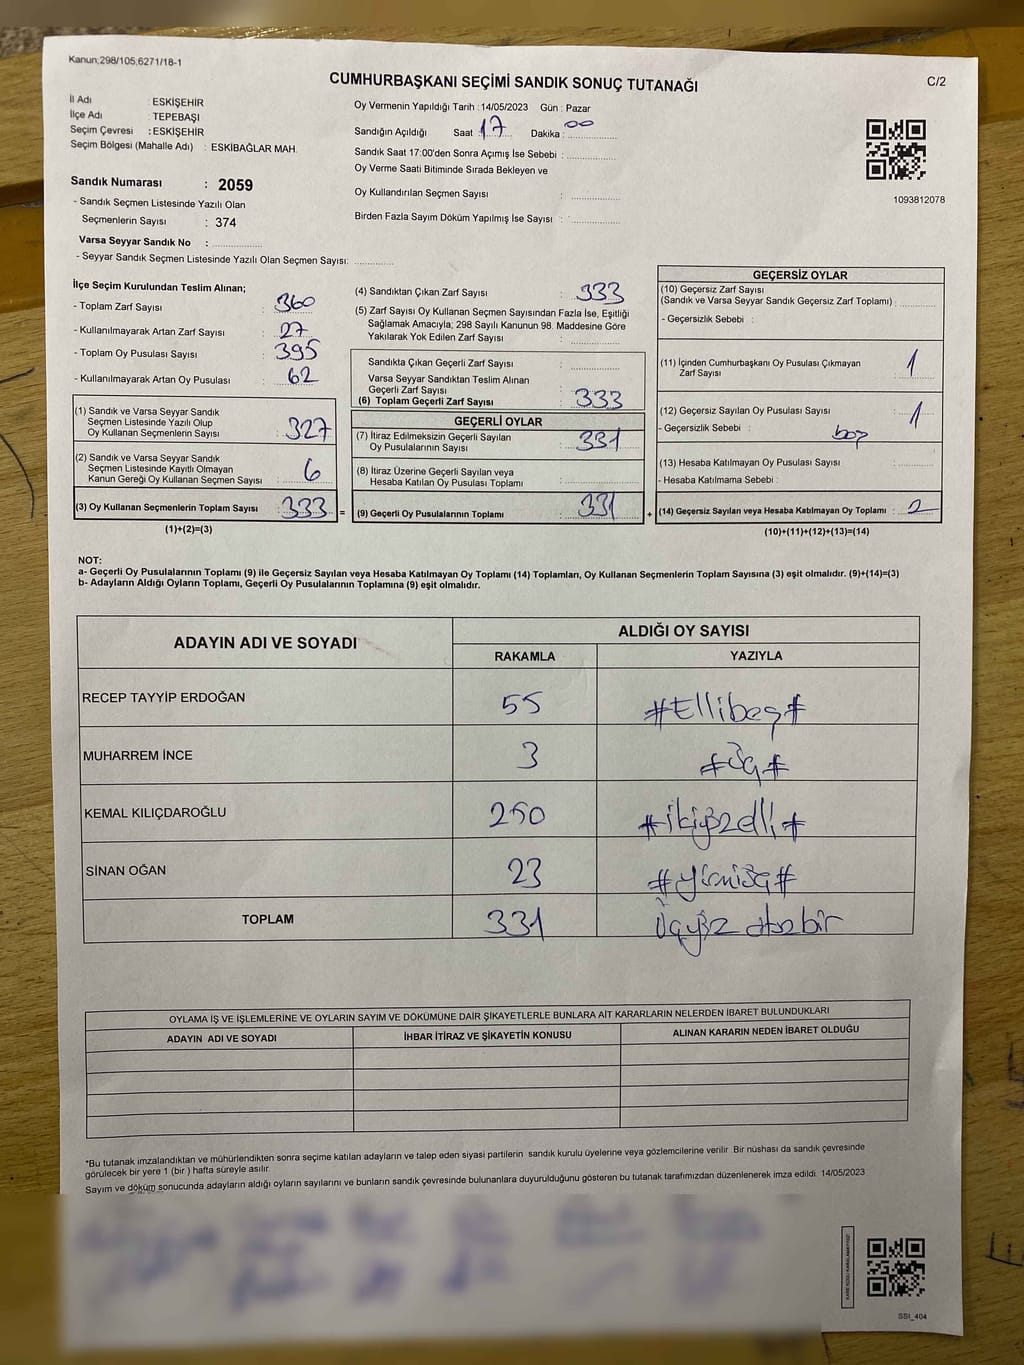 Kanun;298/105;6271/18-1
CUMHURBAŞKANI SEÇİMİ SANDIK SONUÇ TUTANAĞI
C/2
İl Adı : ESKİŞEHİR
İlçe Adı : TEPEBAŞI
Seçim Çevresi : ESKİŞEHİR
Seçim Bölgesi (Mahalle Adı) : ESKİBAĞLAR MAH.
Sandık Numarası : 2059
- Sandık Seçmen Listesinde Yazılı Olan
Seçmenlerin Sayısı : 374
Varsa Seyyar Sandık No :
- Seyyar Sandık Seçmen Listesinde Yazılı Olan Seçmen Sayısı:
Oy Vermenin Yapıldığı Tarih : 14/05/2023 Gün : Pazar
Sandığın Açıldığı Saat : 17 Dakika : 00
Sandık Saat 17:00'den Sonra Açımış İse Sebebi :
Oy Verme Saati Bitiminde Sırada Bekleyen ve
Oy Kullandırılan Seçmen Sayısı :
Birden Fazla Sayım Döküm Yapılmış İse Sayısı :
1093812078
İlçe Seçim Kurulundan Teslim Alınan;
- Toplam Zarf Sayısı : 360
- Kullanılmayarak Artan Zarf Sayısı : 27
- Toplam Oy Pusulası Sayısı : 395
- Kullanılmayarak Artan Oy Pusulası : 62
(1) Sandık ve Varsa Seyyar Sandık
Seçmen Listesinde Yazılı Olup
Oy Kullanan Seçmenlerin Sayısı : 327
(2) Sandık ve Varsa Seyyar Sandık
Seçmen Listesinde Kayıtlı Olmayan
Kanun Gereği Oy Kullanan Seçmen Sayısı : 6
(3) Oy Kullanan Seçmenlerin Toplam Sayısı : 333 =
(1)+(2)=(3)
(4) Sandıktan Çıkan Zarf Sayısı : 333
(5) Zarf Sayısı Oy Kullanan Seçmen Sayısından Fazla İse, Eşitliği
Sağlamak Amacıyla; 298 Sayılı Kanunun 98. Maddesine Göre
Yakılarak Yok Edilen Zarf Sayısı :
Sandıkta Çıkan Geçerli Zarf Sayısı :
Varsa Seyyar Sandıktan Teslim Alınan
Geçerli Zarf Sayısı :
(6) Toplam Geçerli Zarf Sayısı : 333
GEÇERLİ OYLAR
(7) İtiraz Edilmeksizin Geçerli Sayılan
Oy Pusulalarının Sayısı : 331
(8) İtiraz Üzerine Geçerli Sayılan veya
Hesaba Katılan Oy Pusulası Toplamı :
(9) Geçerli Oy Pusulalarının Toplamı : 331 +
GEÇERSİZ OYLAR
(10) Geçersiz Zarf Sayısı
(Sandık ve Varsa Seyyar Sandık Geçersiz Zarf Toplamı) :
- Geçersizlik Sebebi :
(11) İçinden Cumhurbaşkanı Oy Pusulası Çıkmayan
Zarf Sayısı : 1
(12) Geçersiz Sayılan Oy Pusulası Sayısı : 1
- Geçersizlik Sebebi :
(13) Hesaba Katılmayan Oy Pusulası Sayısı :
- Hesaba Katılmama Sebebi :
(14) Geçersiz Sayılan veya Hesaba Katılmayan Oy Toplamı : 2
(10)+(11)+(12)+(13)=(14)
NOT:
a- Geçerli Oy Pusulalarının Toplamı (9) ile Geçersiz Sayılan veya Hesaba Katılmayan Oy Toplamı (14) Toplamları, Oy Kullanan Seçmenlerin Toplam Sayısına (3) eşit olmalıdır. (9)+(14)=(3)
b- Adayların Aldığı Oyların Toplamı, Geçerli Oy Pusulalarının Toplamına (9) eşit olmalıdır.
ADAYIN ADI VE SOYADI
ALDIĞI OY SAYISI
RAKAMLA YAZIYLA
RECEP TAYYİP ERDOĞAN 55 #Ellibeş#
MUHARREM İNCE 3 #Üç#
KEMAL KILIÇDAROĞLU 250 #ikiyüzelli#
SİNAN OĞAN 23 #yirmiüç#
TOPLAM 331 Üçyüz otuzbir
OYLAMA İŞ VE İŞLEMLERİNE VE OYLARIN SAYIM VE DÖKÜMÜNE DAİR ŞİKAYETLERLE BUNLARA AİT KARARLARIN NELERDEN İBARET BULUNDUKLARI
ADAYIN ADI VE SOYADI
İHBAR İTİRAZ VE ŞİKAYETİN KONUSU
ALINAN KARARIN NEDEN İBARET OLDUĞU
*Bu tutanak imzalandıktan ve mühürlendikten sonra seçime katılan adayların ve talep eden siyasi partilerin sandık kurulu üyelerine veya gözlemcilerine verilir. Bir nüshası da sandık çevresinde
görülecek bir yere 1 (bir ) hafta süreyle asılır.
Sayım ve döküm sonucunda adayların aldığı oyların sayılarını ve bunların sandık çevresinde bulunanlara duyurulduğunu gösteren bu tutanak tarafımızdan düzenlenerek imza edildi. 14/05/2023
SSI_404